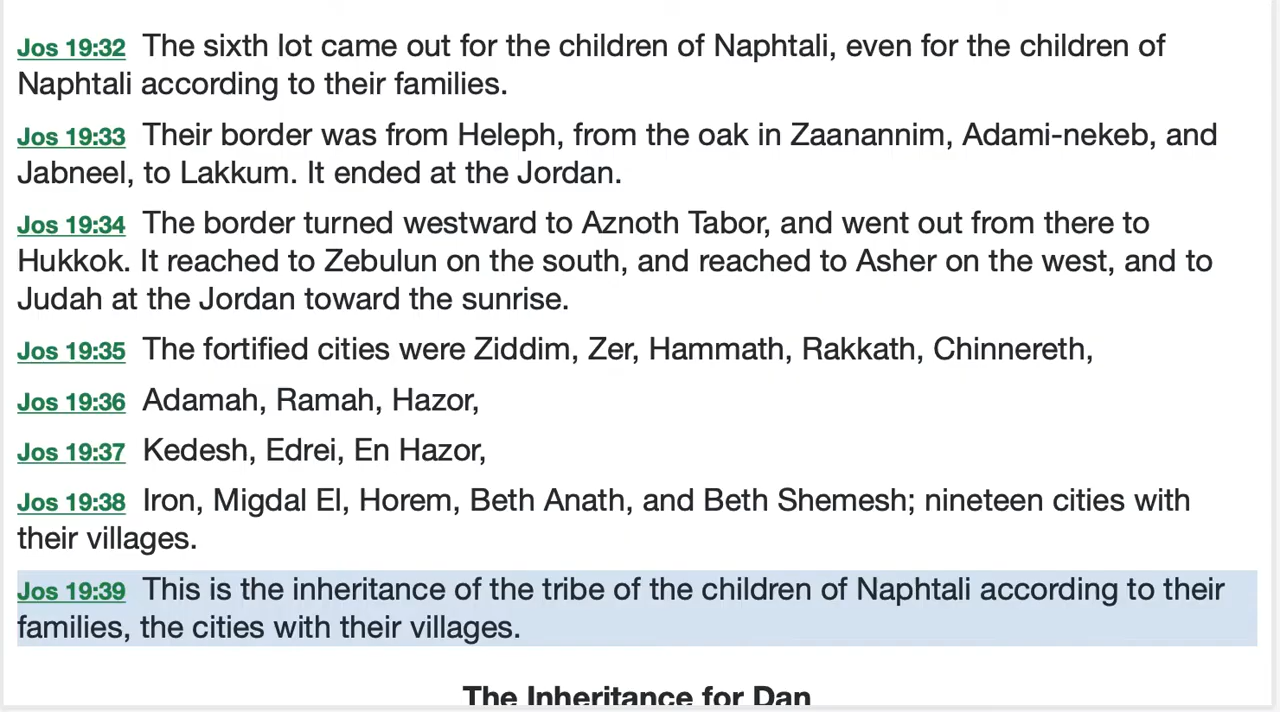 Jos 19:32 The sixth lot came out for the children of Naphtali, even for the children of
Naphtali according to their families.
Jos 19:33 Their border was from Heleph, from the oak in Zaanannim, Adami-nekeb, and
Jabneel, to Lakkum. It ended at the Jordan.
Jos 19:34 The border turned westward to Aznoth Tabor, and went out from there to
Hukkok. It reached to Zebulun on the south, and reached to Asher on the west, and to
Judah at the Jordan toward the sunrise.
Jos 19:35 The fortified cities were Ziddim, Zer, Hammath, Rakkath, Chinnereth,
Jos 19:36 Adamah, Ramah, Hazor,
Jos 19:37 Kedesh, Edrei, En Hazor,
Jos 19:38 Iron, Migdal El, Horem, Beth Anath, and Beth Shemesh; nineteen cities with
their villages.
Jos 19:39 This is the inheritance of the tribe of the children of Naphtali according to their
families, the cities with their villages.
The Inheritance for Dan